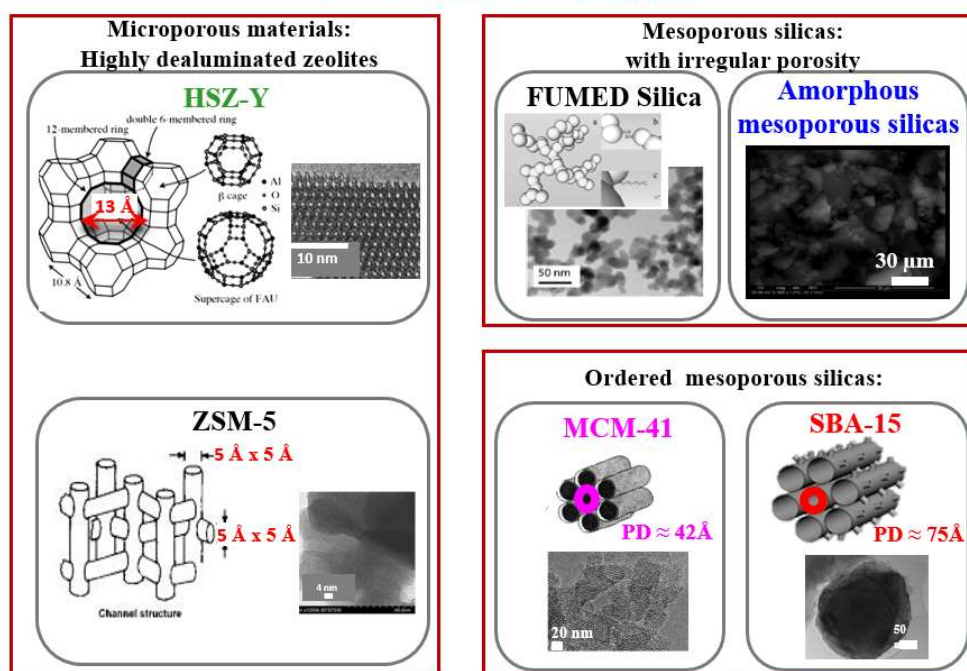 Microporous materials:
Highly dealuminated zeolites
HSZ-Y
double 6-membered ring
12-membered ring
13 Å
10.8 Å
β cage
Al
O
Si
Supercage of FAU
10 nm
ZSM-5
5 Å x 5 Å
5 Å x 5 Å
Channel structure
4 nm
Mesoporous silicas:
with irregular porosity
FUMED Silica
a
b
c
50 nm
Amorphous
mesoporous silicas
30 µm
Ordered mesoporous silicas:
MCM-41
PD ≈ 42Å
20 nm
SBA-15
PD ≈ 75Å
50